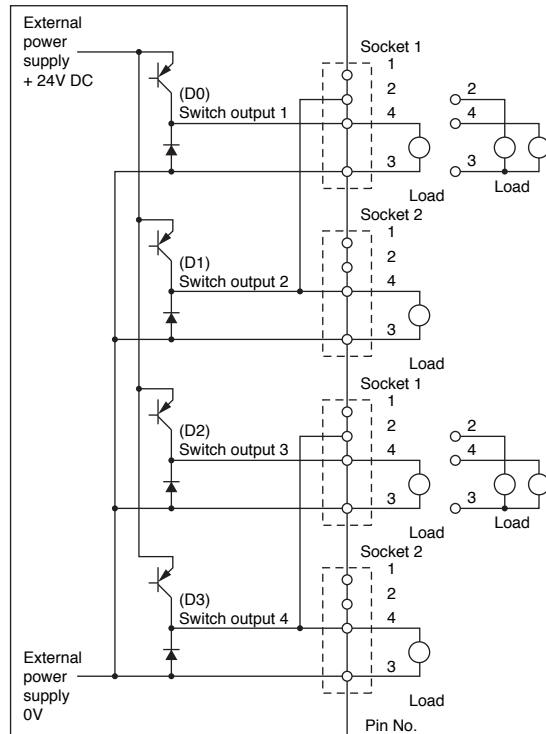 External
power
supply
+ 24V DC
Socket 1
1
(D0)
2
2
Switch output 1
4
4
3
3
Load
Load
Socket 2
1
(D1)
2
Switch output 2
4
3
Load
Socket 1
1
(D2)
2
2
Switch output 3
4
4
3
3
Load
Load
Socket 2
1
(D3)
2
Switch output 4
4
External
power
supply
0V
3
Load
Pin No.